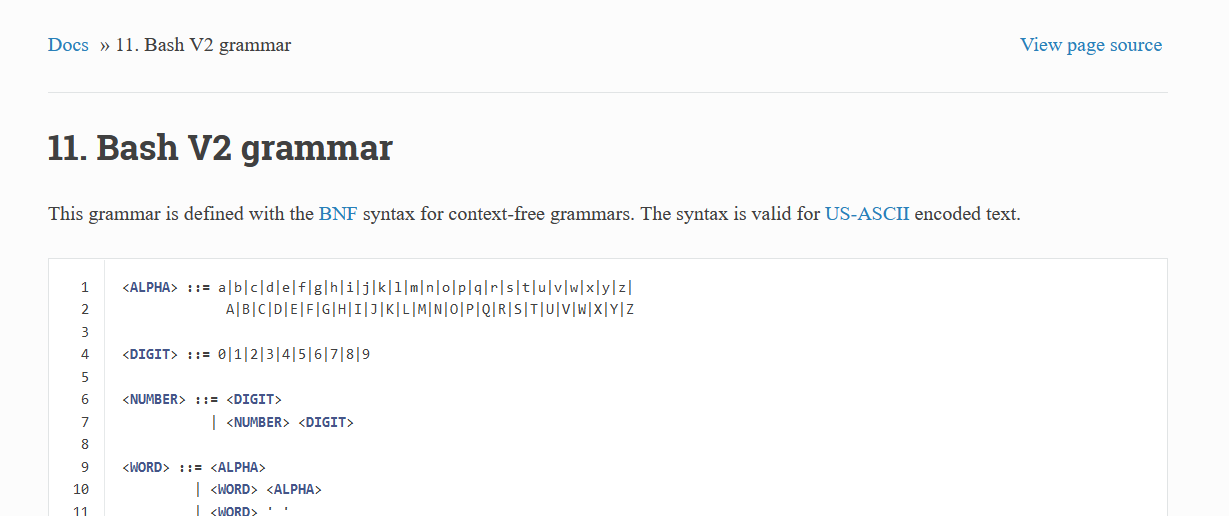 Docs » 11. Bash V2 grammar
View page source
11. Bash V2 grammar
This grammar is defined with the BNF syntax for context-free grammars. The syntax is valid for US-ASCII encoded text.
1 <ALPHA> ::= a|b|c|d|e|f|g|h|i|j|k|l|m|n|o|p|q|r|s|t|u|v|w|x|y|z|
2 A|B|C|D|E|F|G|H|I|J|K|L|M|N|O|P|Q|R|S|T|U|V|W|X|Y|Z
3
4 <DIGIT> ::= 0|1|2|3|4|5|6|7|8|9
5
6 <NUMBER> ::= <DIGIT>
7 | <NUMBER> <DIGIT>
8
9 <WORD> ::= <ALPHA>
10 | <WORD> <ALPHA>
11 | <WORD> '_'